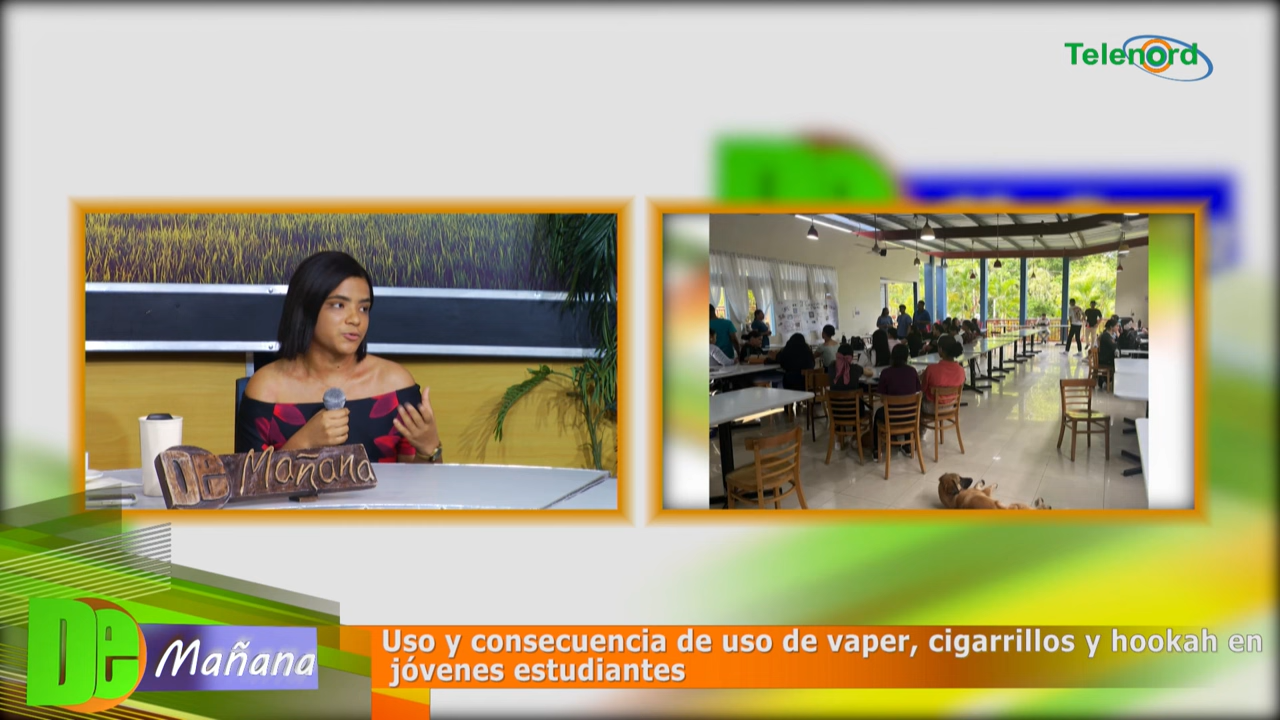 Telenord
De Mañana
De
Mañana
Uso y consecuencia de uso de vaper, cigarrillos y hookah en
jóvenes estudiantes